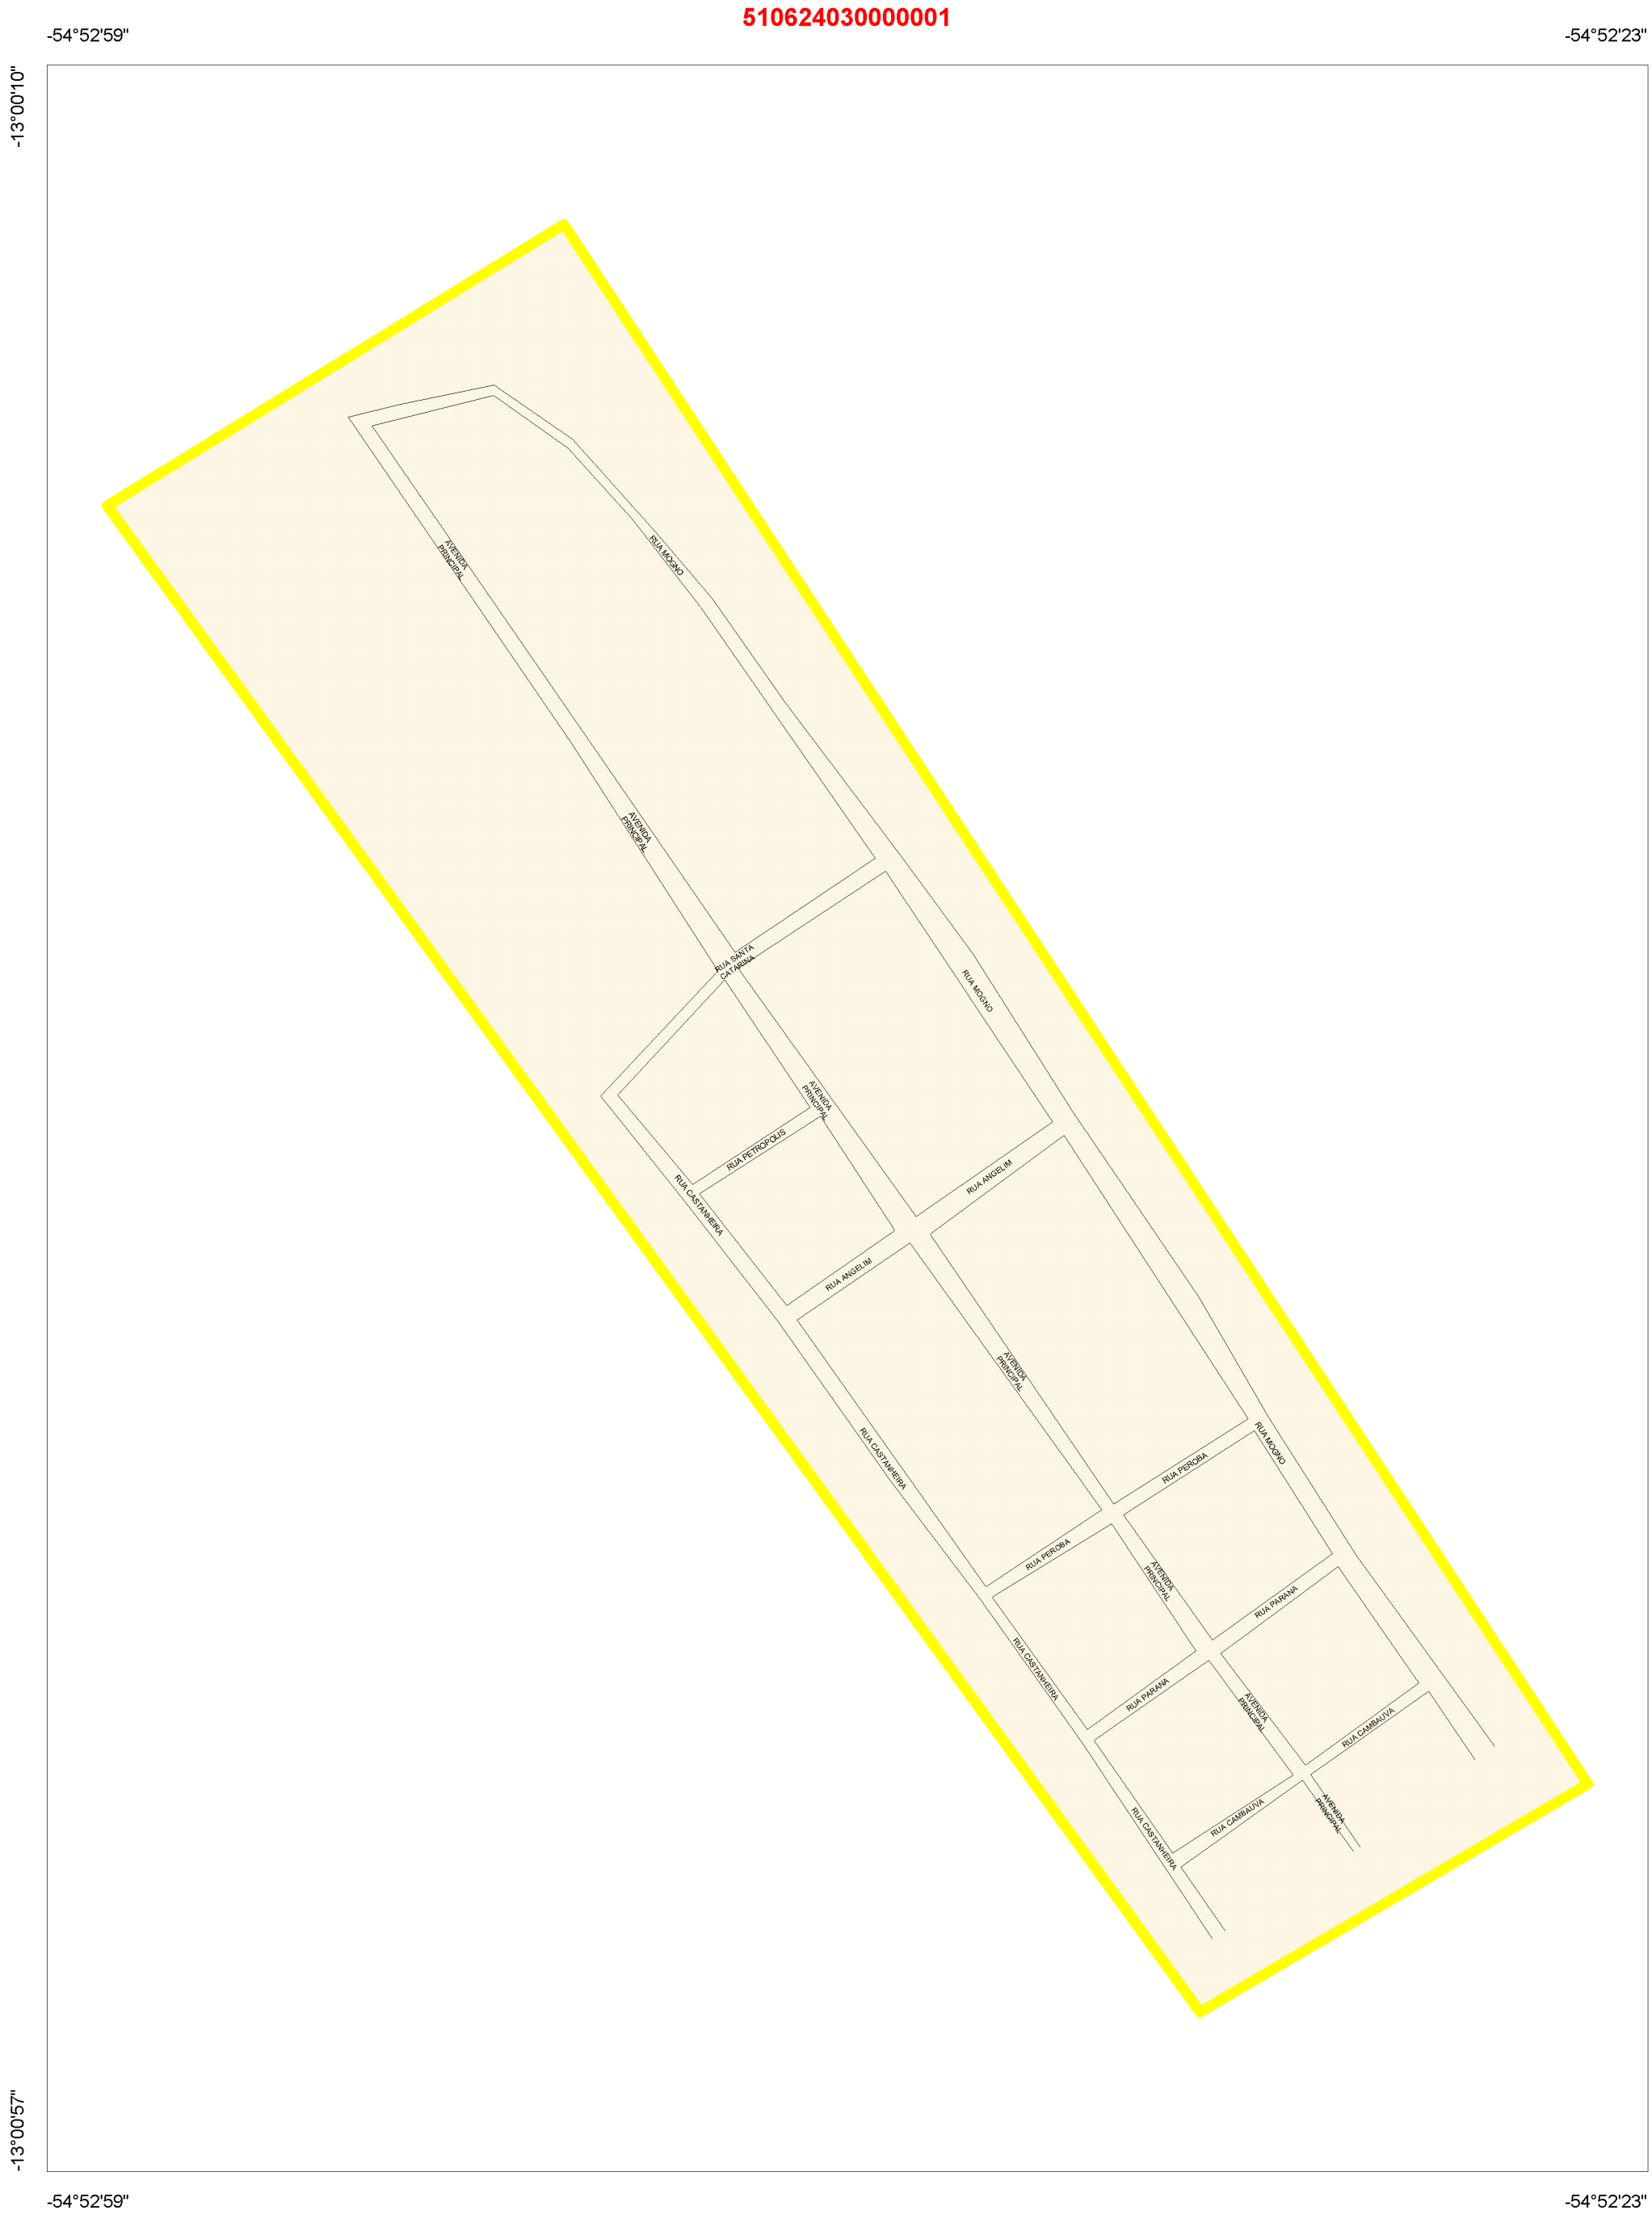 510624030000001
-54°52'59"
-54°52'23"
-13°00'10"
RUA MOGNO
AVENIDA
PRINCIPAL
AVENIDA
PRINCIPAL
RUA SANTA
CATARINA
RUA MOGNO
AVENIDA
PRINCIPAL
RUA PETROPOLIS
RUA ANGELIM
RUA CASTANHEIRA
RUA ANGELIM
AVENIDA
PRINCIPAL
RUA MOGNO
RUA CASTANHEIRA
RUA PEROBA
RUA PEROBA
AVENIDA
PRINCIPAL
RUA PARANA
RUA CASTANHEIRA
RUA PARANA
AVENIDA
PRINCIPAL
RUA CAMBAUVA
RUA CAMBAUVA
AVENIDA
PRINCIPAL
RUA CASTANHEIRA
-13°00'57"
-54°52'59"
-54°52'23"